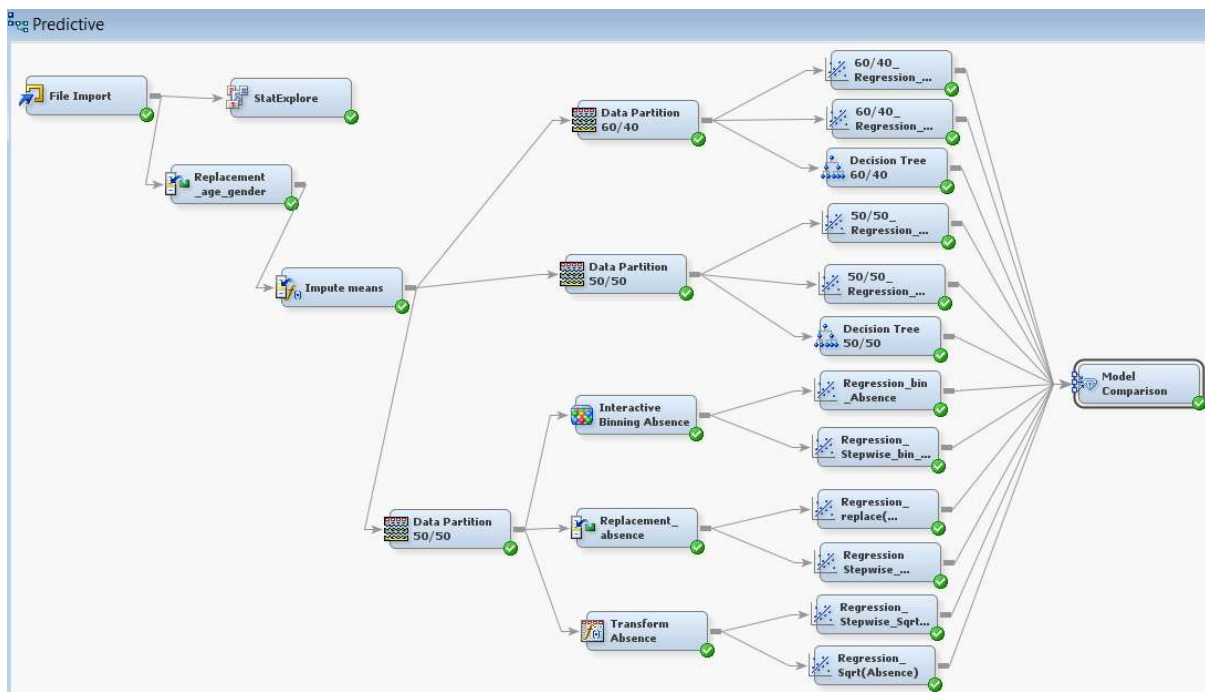 Predictive
File Import
StatExplore
Replacement
_age_gender
Impute means
Data Partition
60/40
Data Partition
50/50
Data Partition
50/50
Interactive
Binning Absence
Replacement_
absence
Transform
Absence
60/40_
Regression_...
60/40_
Regression_...
Decision Tree
60/40
50/50_
Regression_...
50/50_
Regression_...
Decision Tree
50/50
Regression_bin
_Absence
Regression_
Stepwise_bin_...
Regression_
replace(...
Regression
Stepwise_...
Regression_
Stepwise_Sqrt...
Regression_
Sqrt(Absence)
Model
Comparison